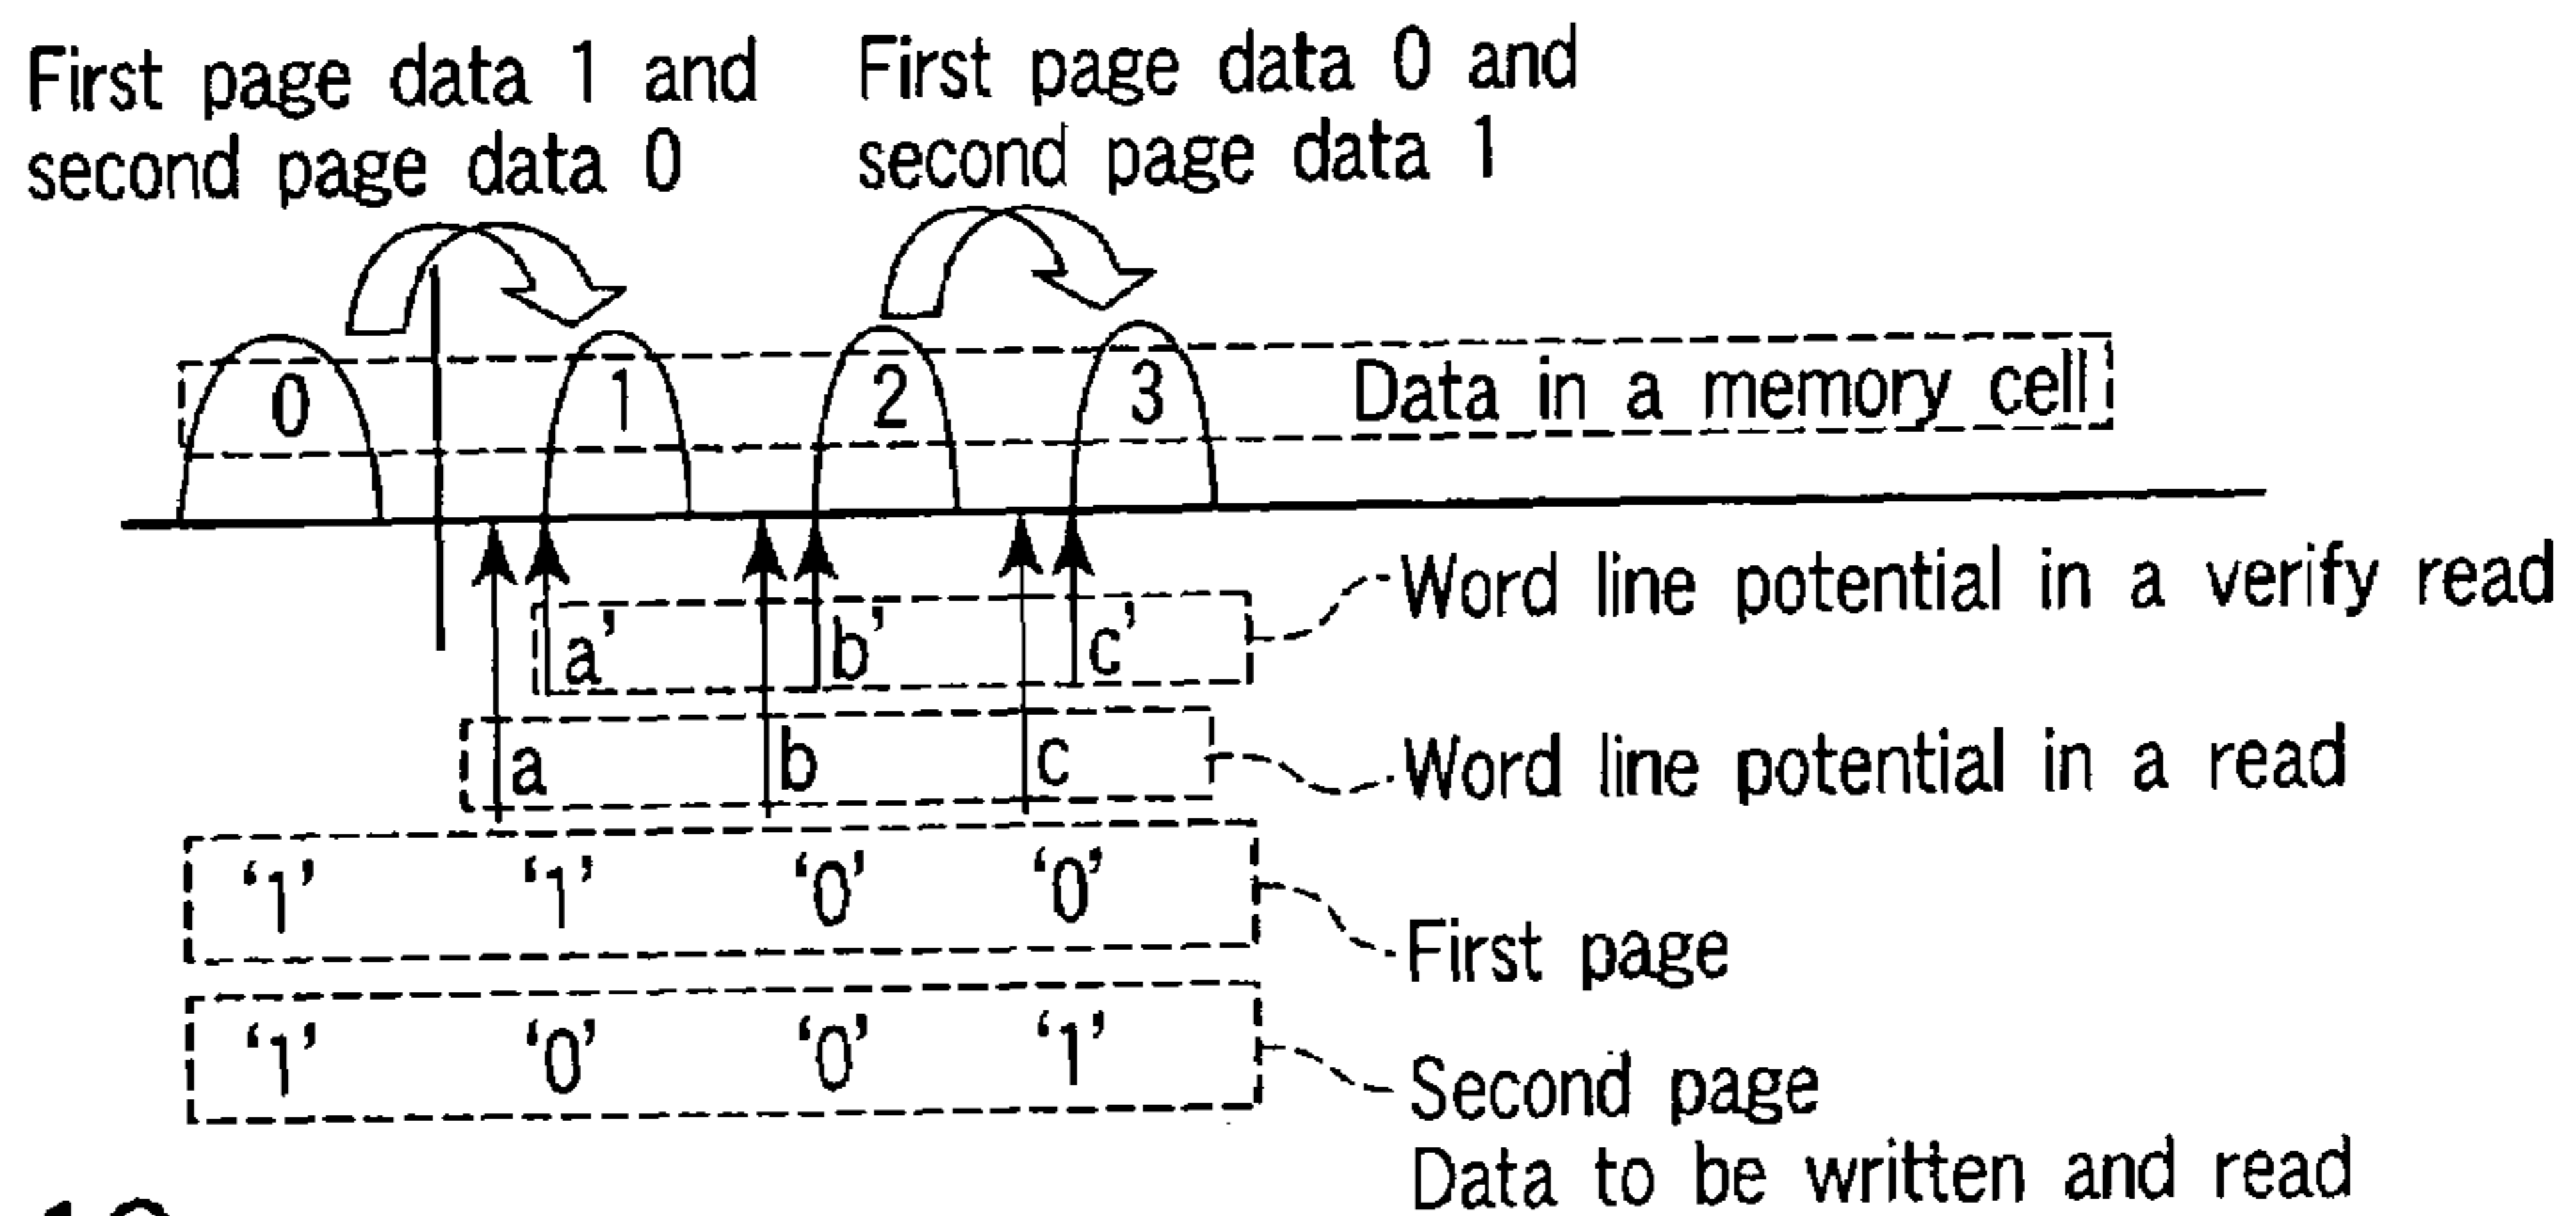 First page data 1 and
second page data 0
First page data 0 and
second page data 1
0 1 2 3 Data in a memory cell
Word line potential in a verify read
a’ b’ c’
a b c Word line potential in a read
‘1’ ‘1’ ‘0’ ‘0’
First page
‘1’ ‘0’ ‘0’ ‘1’
Second page
Data to be written and read